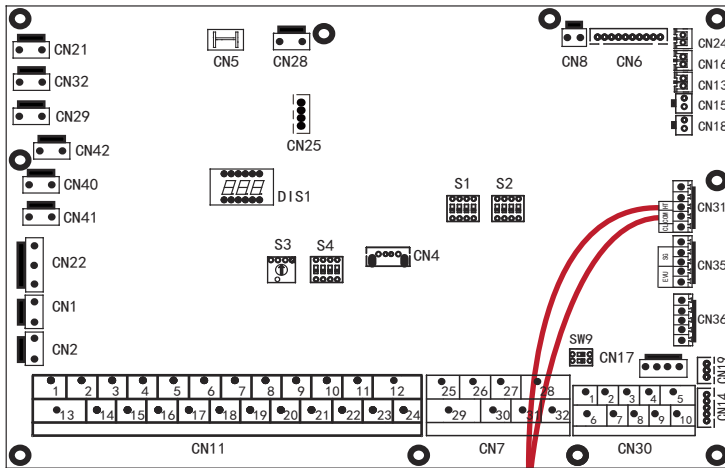 CN21
CN5
CN28
CN8
CN6
CN24
CN16
CN32
CN13
CN15
CN29
CN18
CN42
CN25
CN40
DIS1
S1
S2
CN41
HT
COM
CL
CN31
CN22
S3
S4
CN4
SG
EVU
CN35
CN1
CN36
CN2
SW9
CN17
CN19
1 2 3 4 5 6 7 8 9 10 11 12
25 26 27 28
1 2 3 4 5
13 14 15 16 17 18 19 20 21 22 23 24
29 30 31 32
6 7 8 9 10
CN14
CN11
CN7
CN30